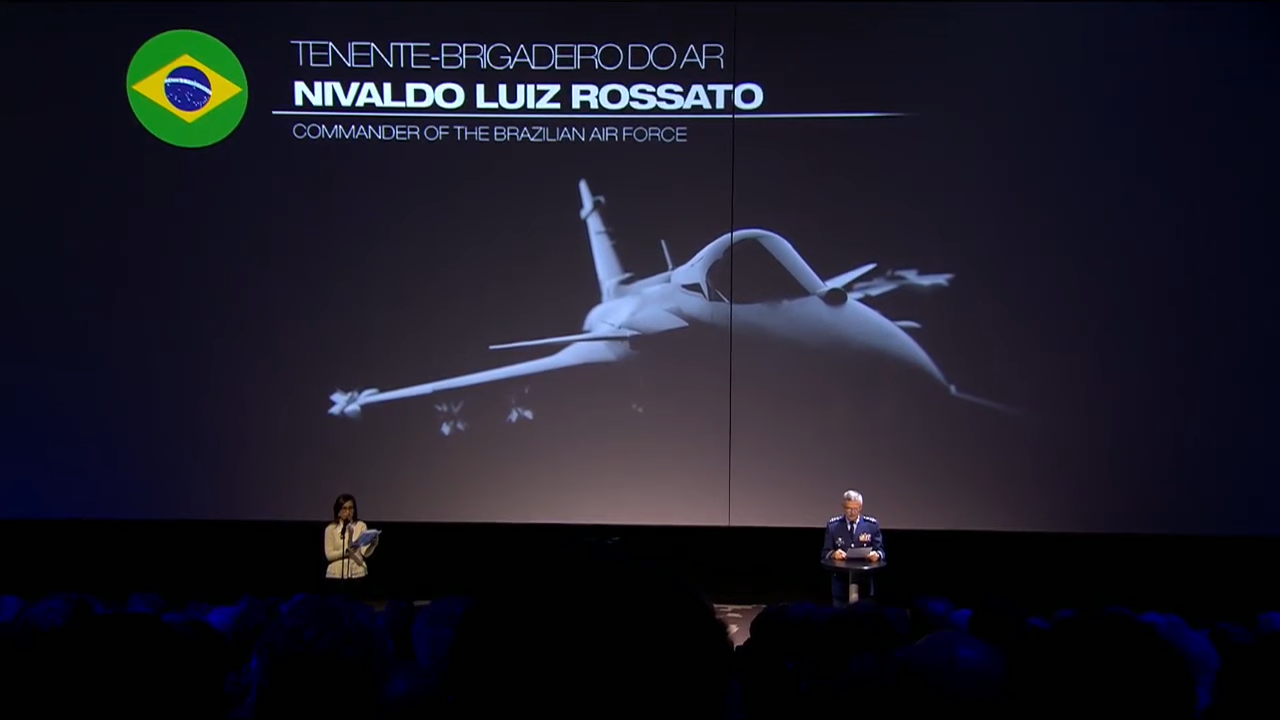 TENENTE-BRIGADEIRO DO AR
NIVALDO LUIZ ROSSATO
COMMANDER OF THE BRAZILIAN AIR FORCE